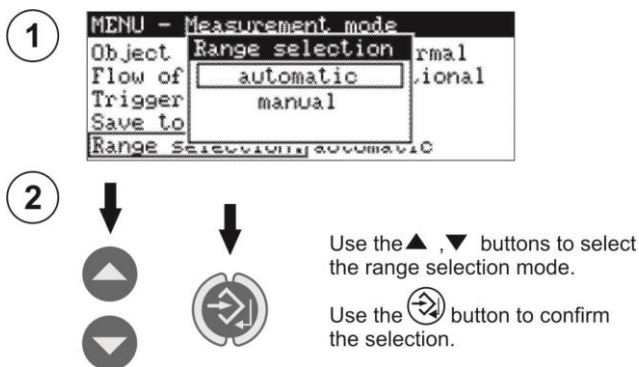 1
MENU - Measurement mode
Object Range selection rmal
Flow of automatic ional
Trigger manual
Save to
Range selection: automatic
2
Use the ▲ ,▼ buttons to select
the range selection mode.
Use the button to confirm
the selection.